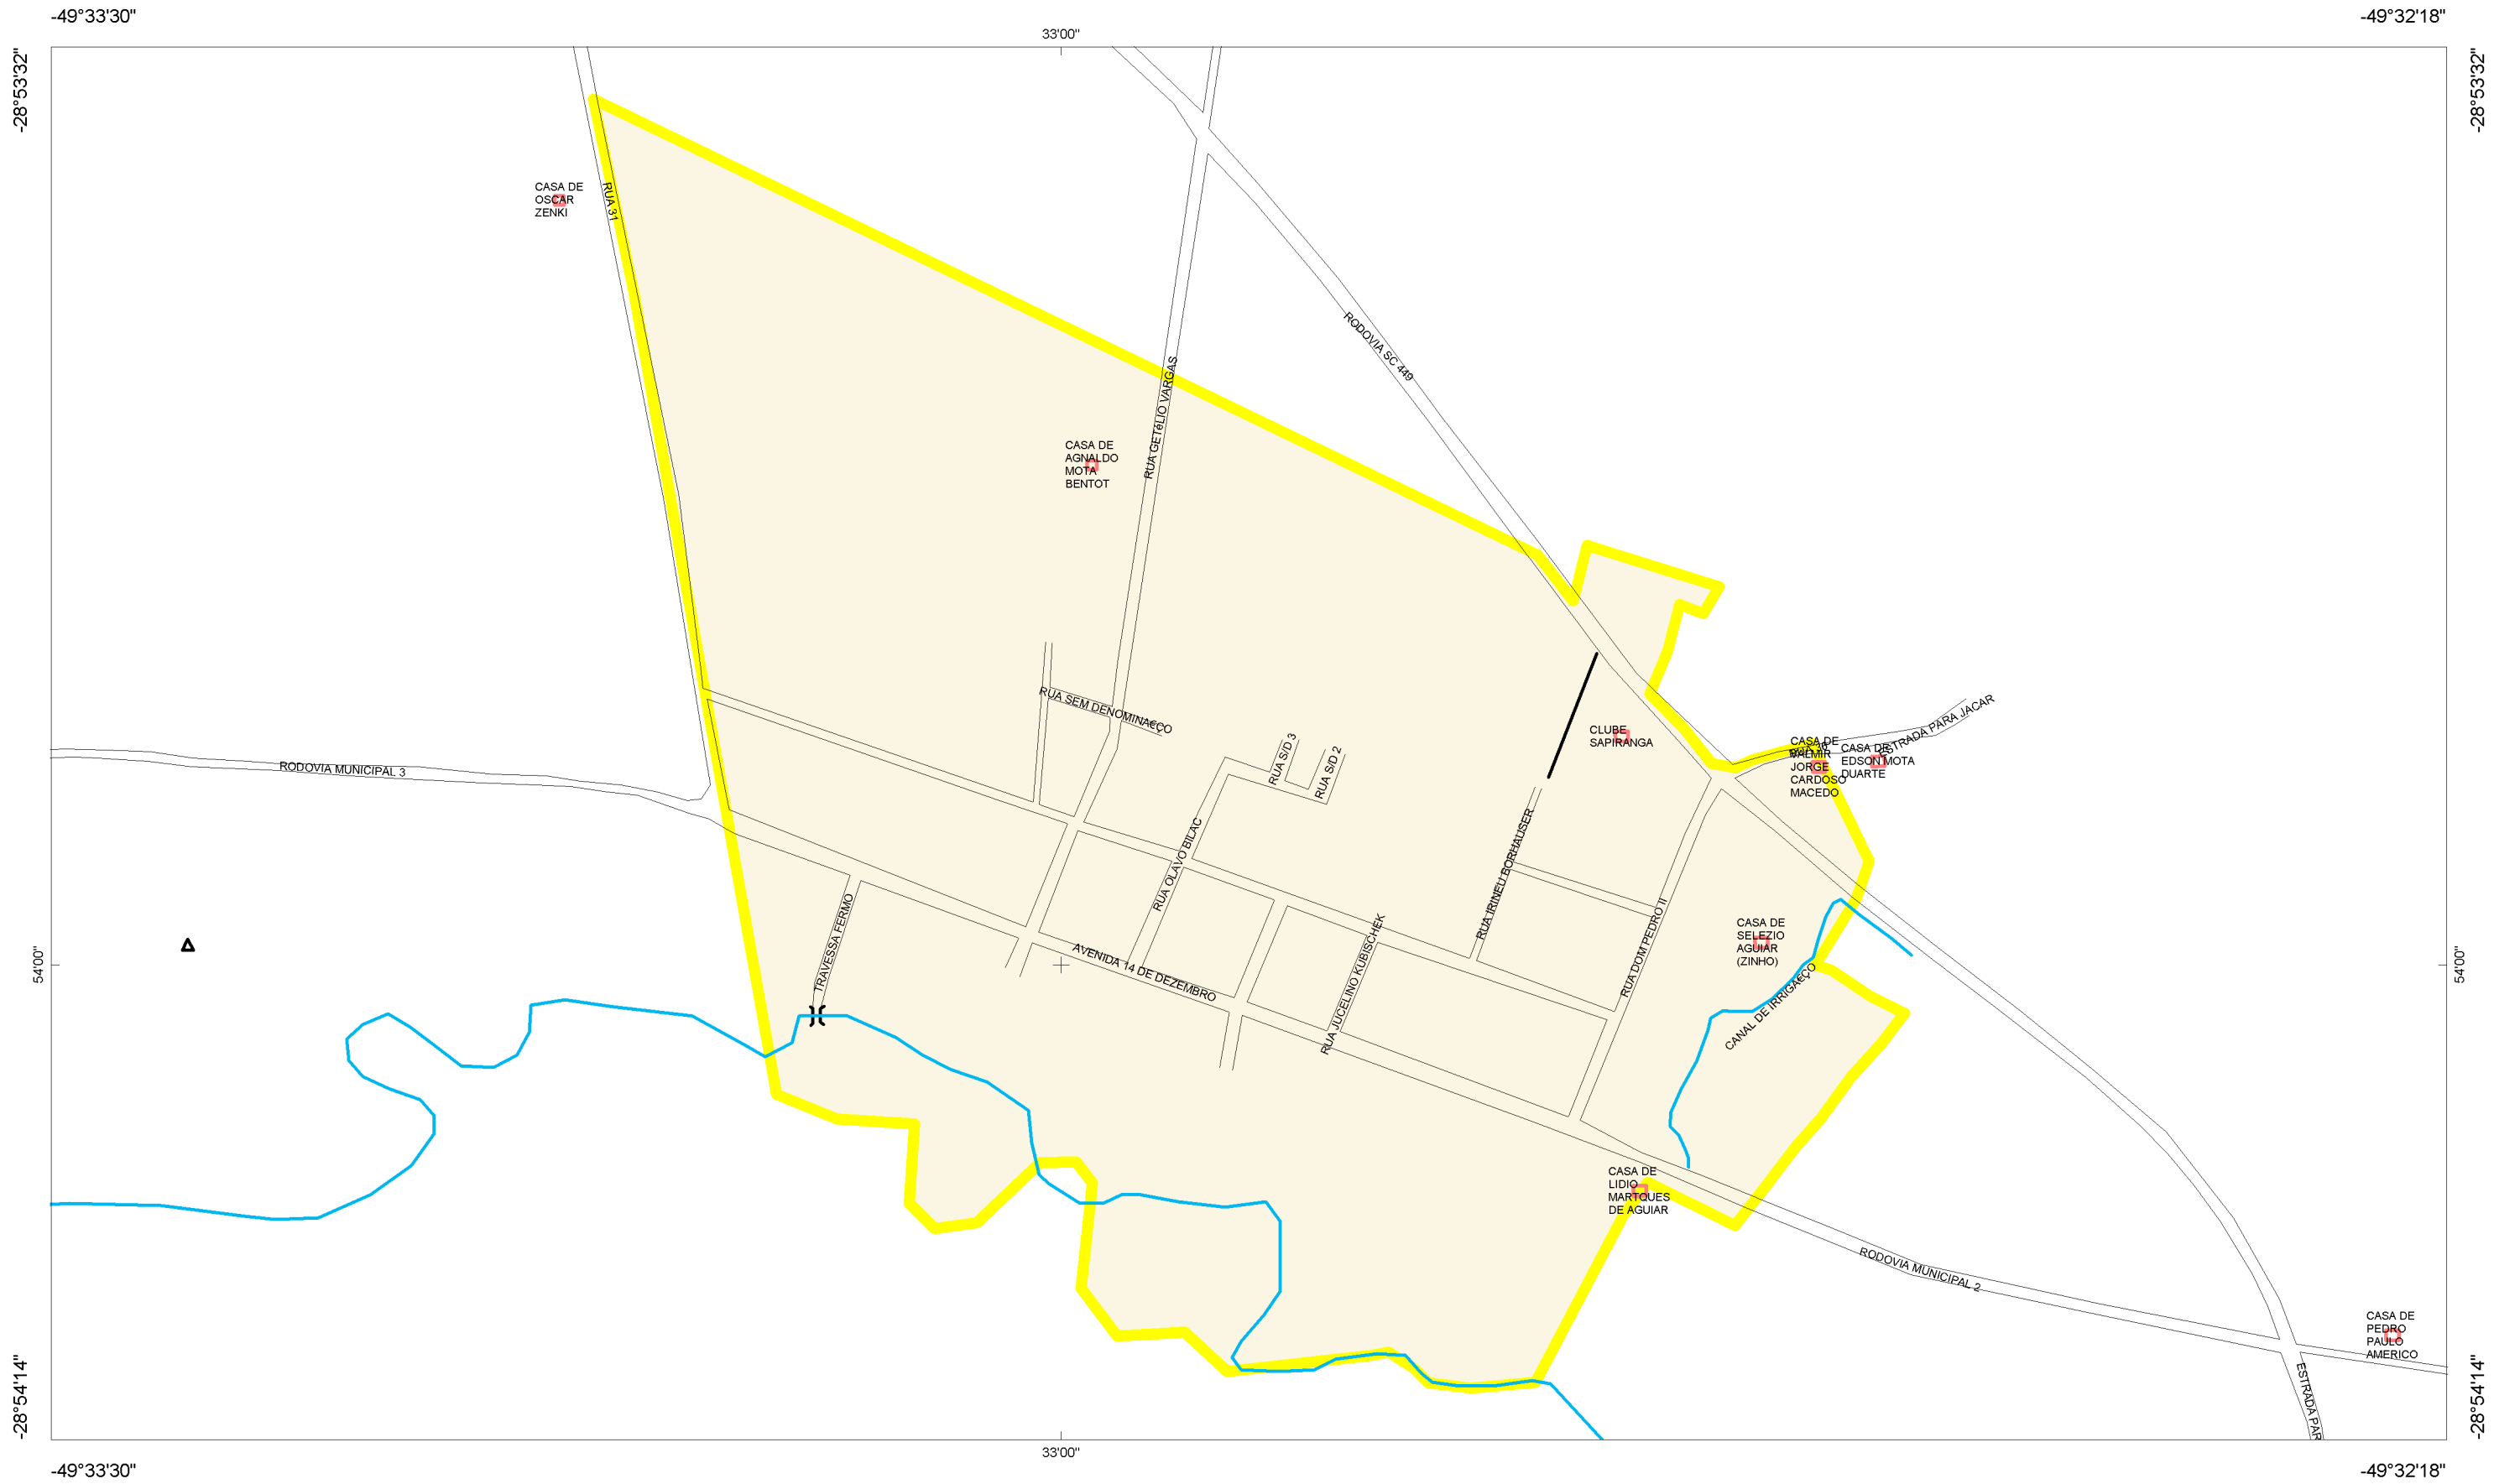 -49°33'30"
-49°32'18"
33'00"
-28°53'32"
-28°53'32"
CASA DE
OSCAR
ZENKI
RUA 31
RODOVIA SC 449
RUA GETéLIO VARGAS
CASA DE
AGNALDO
MOTA
BENTOT
RUA SEM DENOMINAÇCO
RUA S/D 3
RUA S/D 2
CLUBE
SAPIRANGA
ESTRADA PARA JACAR
CASA DE
VALMIR
JORGE
CARDOSO
MACEDO
CASA DE
EDSON MOTA
DUARTE
RODOVIA MUNICIPAL 3
RUA OLAVO BILAC
RUA IRINEU BORHAUSER
TRAVESSA FERMO
RUA JUCELINO KUBISCHEK
RUA DOM PEDRO II
CASA DE
SELEZIO
AGUIAR
(ZINHO)
AVENIDA 14 DE DEZEMBRO
CANAL DE IRRIGAÇCO
54'00"
54'00"
CASA DE
LIDIO
MARTQUES
DE AGUIAR
RODOVIA MUNICIPAL 2
CASA DE
PEDRO
PAULO
AMERICO
ESTRADA PAR
-28°54'14"
-28°54'14"
33'00"
-49°33'30"
-49°32'18"